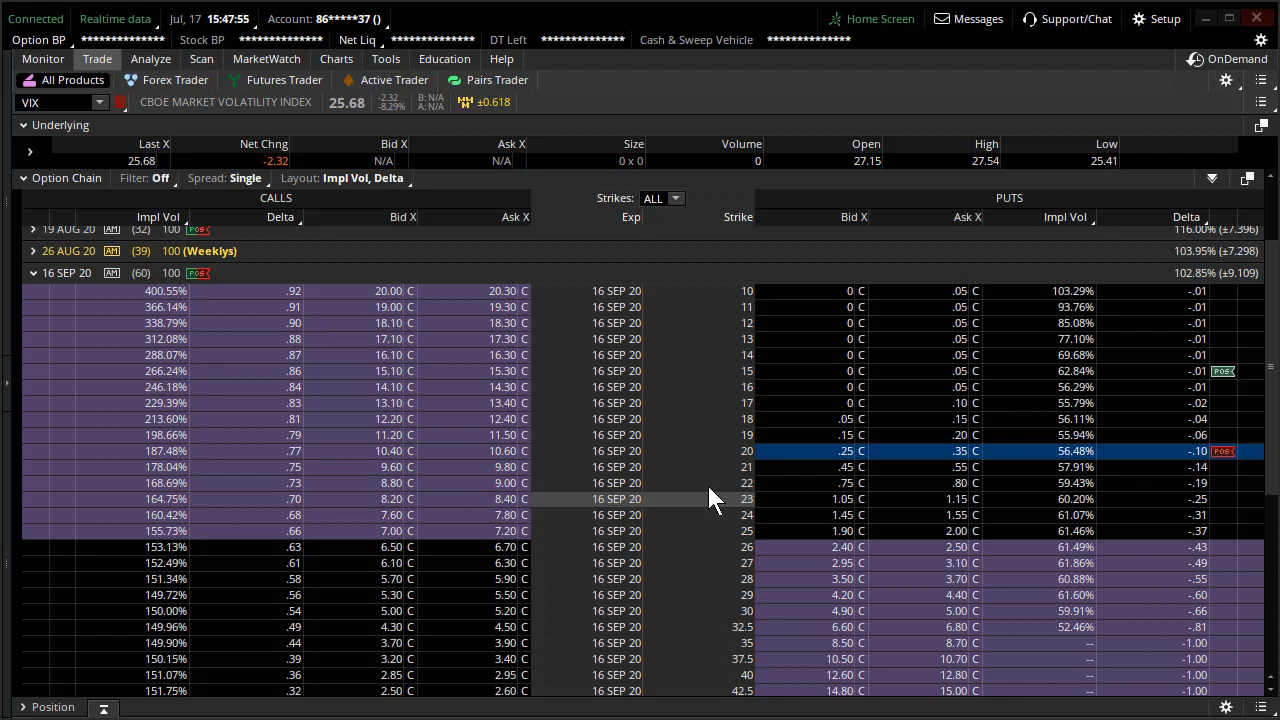 Connected Realtime data Jul, 17 15:47:55 Account: 86*****37 () Home Screen Messages Support/Chat Setup
Option BP ************** Stock BP ************** Net Liq ************** DT Left ************** Cash & Sweep Vehicle **************
Monitor Trade Analyze Scan MarketWatch Charts Tools Education Help OnDemand
All Products Forex Trader Futures Trader Active Trader Pairs Trader
VIX CBOE MARKET VOLATILITY INDEX 25.68 -2.32 -8.29% B: N/A A: N/A ±0.618
Underlying
Last X Net Chng Bid X Ask X Size Volume Open High Low
25.68 -2.32 N/A N/A 0 x 0 0 27.15 27.54 25.41
Option Chain Filter: Off Spread: Single Layout: Impl Vol, Delta
CALLS Strikes: ALL PUTS
Impl Vol Delta Bid X Ask X Exp Strike Bid X Ask X Impl Vol Delta
19 AUG 20 AM (32) 100 POS 116.00% (±7.396)
26 AUG 20 AM (39) 100 (Weeklys) 103.95% (±7.298)
16 SEP 20 AM (60) 100 POS 102.85% (±9.109)
400.55% .92 20.00 C 20.30 C 16 SEP 20 10 0 C .05 C 103.29% -.01
366.14% .91 19.00 C 19.30 C 16 SEP 20 11 0 C .05 C 93.76% -.01
338.79% .90 18.10 C 18.30 C 16 SEP 20 12 0 C .05 C 85.08% -.01
312.08% .88 17.10 C 17.30 C 16 SEP 20 13 0 C .05 C 77.10% -.01
288.07% .87 16.10 C 16.30 C 16 SEP 20 14 0 C .05 C 69.68% -.01
266.24% .86 15.10 C 15.30 C 16 SEP 20 15 0 C .05 C 62.84% -.01 POS
246.18% .84 14.10 C 14.30 C 16 SEP 20 16 0 C .05 C 56.29% -.01
229.39% .83 13.10 C 13.40 C 16 SEP 20 17 0 C .10 C 55.79% -.02
213.60% .81 12.20 C 12.40 C 16 SEP 20 18 .05 C .15 C 56.11% -.04
198.66% .79 11.20 C 11.50 C 16 SEP 20 19 .15 C .20 C 55.94% -.06
187.48% .77 10.40 C 10.60 C 16 SEP 20 20 .25 C .35 C 56.48% -.10 POS
178.04% .75 9.60 C 9.80 C 16 SEP 20 21 .45 C .55 C 57.91% -.14
168.69% .73 8.80 C 9.00 C 16 SEP 20 22 .75 C .80 C 59.43% -.19
164.75% .70 8.20 C 8.40 C 16 SEP 20 23 1.05 C 1.15 C 60.20% -.25
160.42% .68 7.60 C 7.80 C 16 SEP 20 24 1.45 C 1.55 C 61.07% -.31
155.73% .66 7.00 C 7.20 C 16 SEP 20 25 1.90 C 2.00 C 61.46% -.37
153.13% .63 6.50 C 6.70 C 16 SEP 20 26 2.40 C 2.50 C 61.49% -.43
152.49% .61 6.10 C 6.30 C 16 SEP 20 27 2.95 C 3.10 C 61.86% -.49
151.34% .58 5.70 C 5.90 C 16 SEP 20 28 3.50 C 3.70 C 60.88% -.55
149.72% .56 5.30 C 5.50 C 16 SEP 20 29 4.20 C 4.40 C 61.60% -.60
150.00% .54 5.00 C 5.20 C 16 SEP 20 30 4.90 C 5.00 C 59.91% -.66
149.96% .49 4.30 C 4.50 C 16 SEP 20 32.5 6.60 C 6.80 C 52.46% -.81
149.90% .44 3.70 C 3.90 C 16 SEP 20 35 8.50 C 8.70 C -- -1.00
150.15% .39 3.20 C 3.40 C 16 SEP 20 37.5 10.50 C 10.70 C -- -1.00
151.07% .36 2.85 C 2.95 C 16 SEP 20 40 12.60 C 12.80 C -- -1.00
151.75% .32 2.50 C 2.60 C 16 SEP 20 42.5 14.80 C 15.00 C -- -1.00
Position